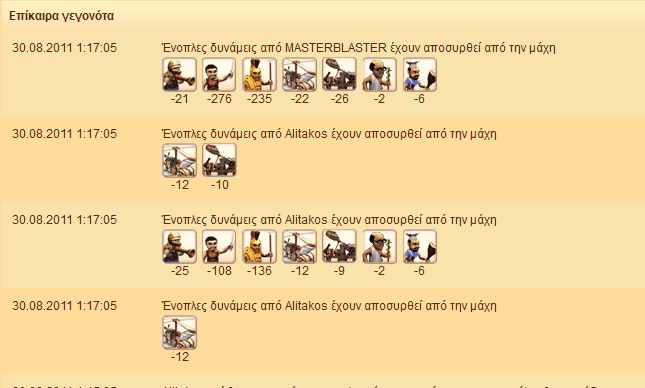 Επίκαιρα γεγονότα
30.08.2011 1:17:05 Ένοπλες δυνάμεις από MASTERBLASTER έχουν αποσυρθεί από την μάχη
-21 -276 -235 -22 -26 -2 -6
30.08.2011 1:17:05 Ένοπλες δυνάμεις από Alitakos έχουν αποσυρθεί από την μάχη
-12 -10
30.08.2011 1:17:05 Ένοπλες δυνάμεις από Alitakos έχουν αποσυρθεί από την μάχη
-25 -108 -136 -12 -9 -2 -6
30.08.2011 1:17:05 Ένοπλες δυνάμεις από Alitakos έχουν αποσυρθεί από την μάχη
-12